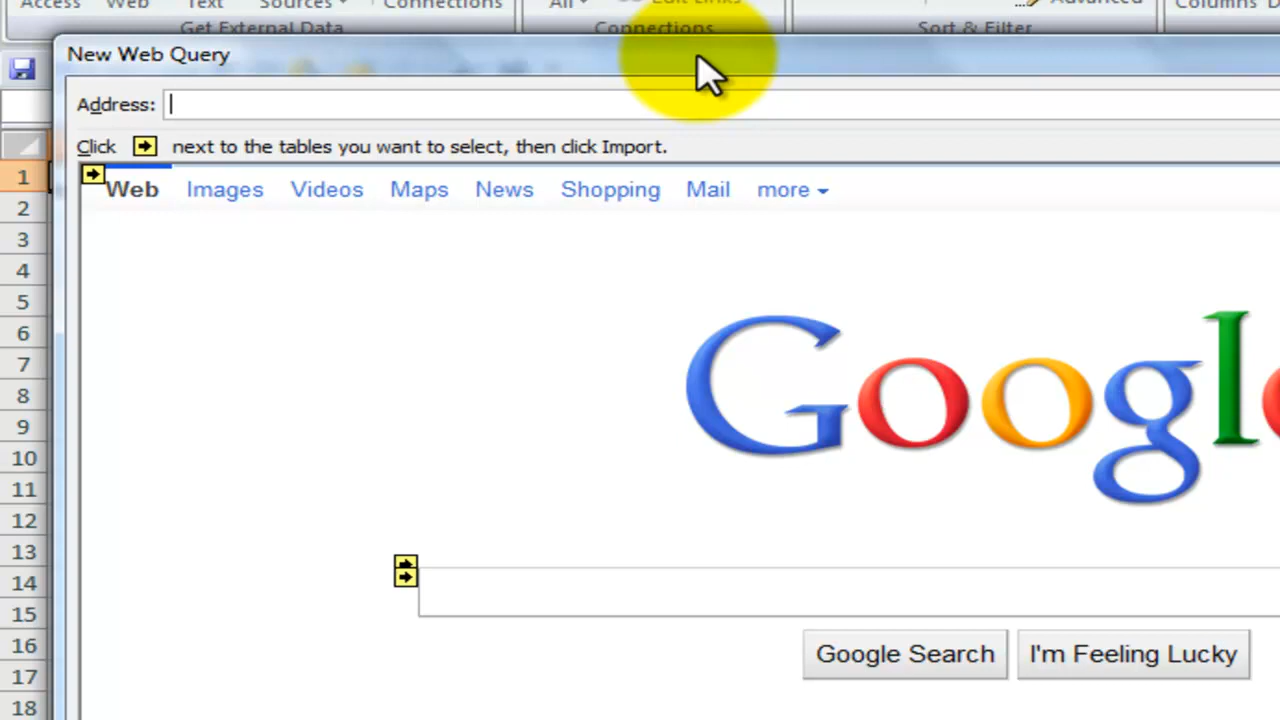 Access Web Text Sources Connections All Edit Links Advanced Columns
Get External Data Connections Sort & Filter
New Web Query
Address:
Click next to the tables you want to select, then click Import.
Web Images Videos Maps News Shopping Mail more
1
2
3
4
5
6
7
8
9
10
11
12
13
14
15
16
17
18
Googl
Google Search I'm Feeling Lucky